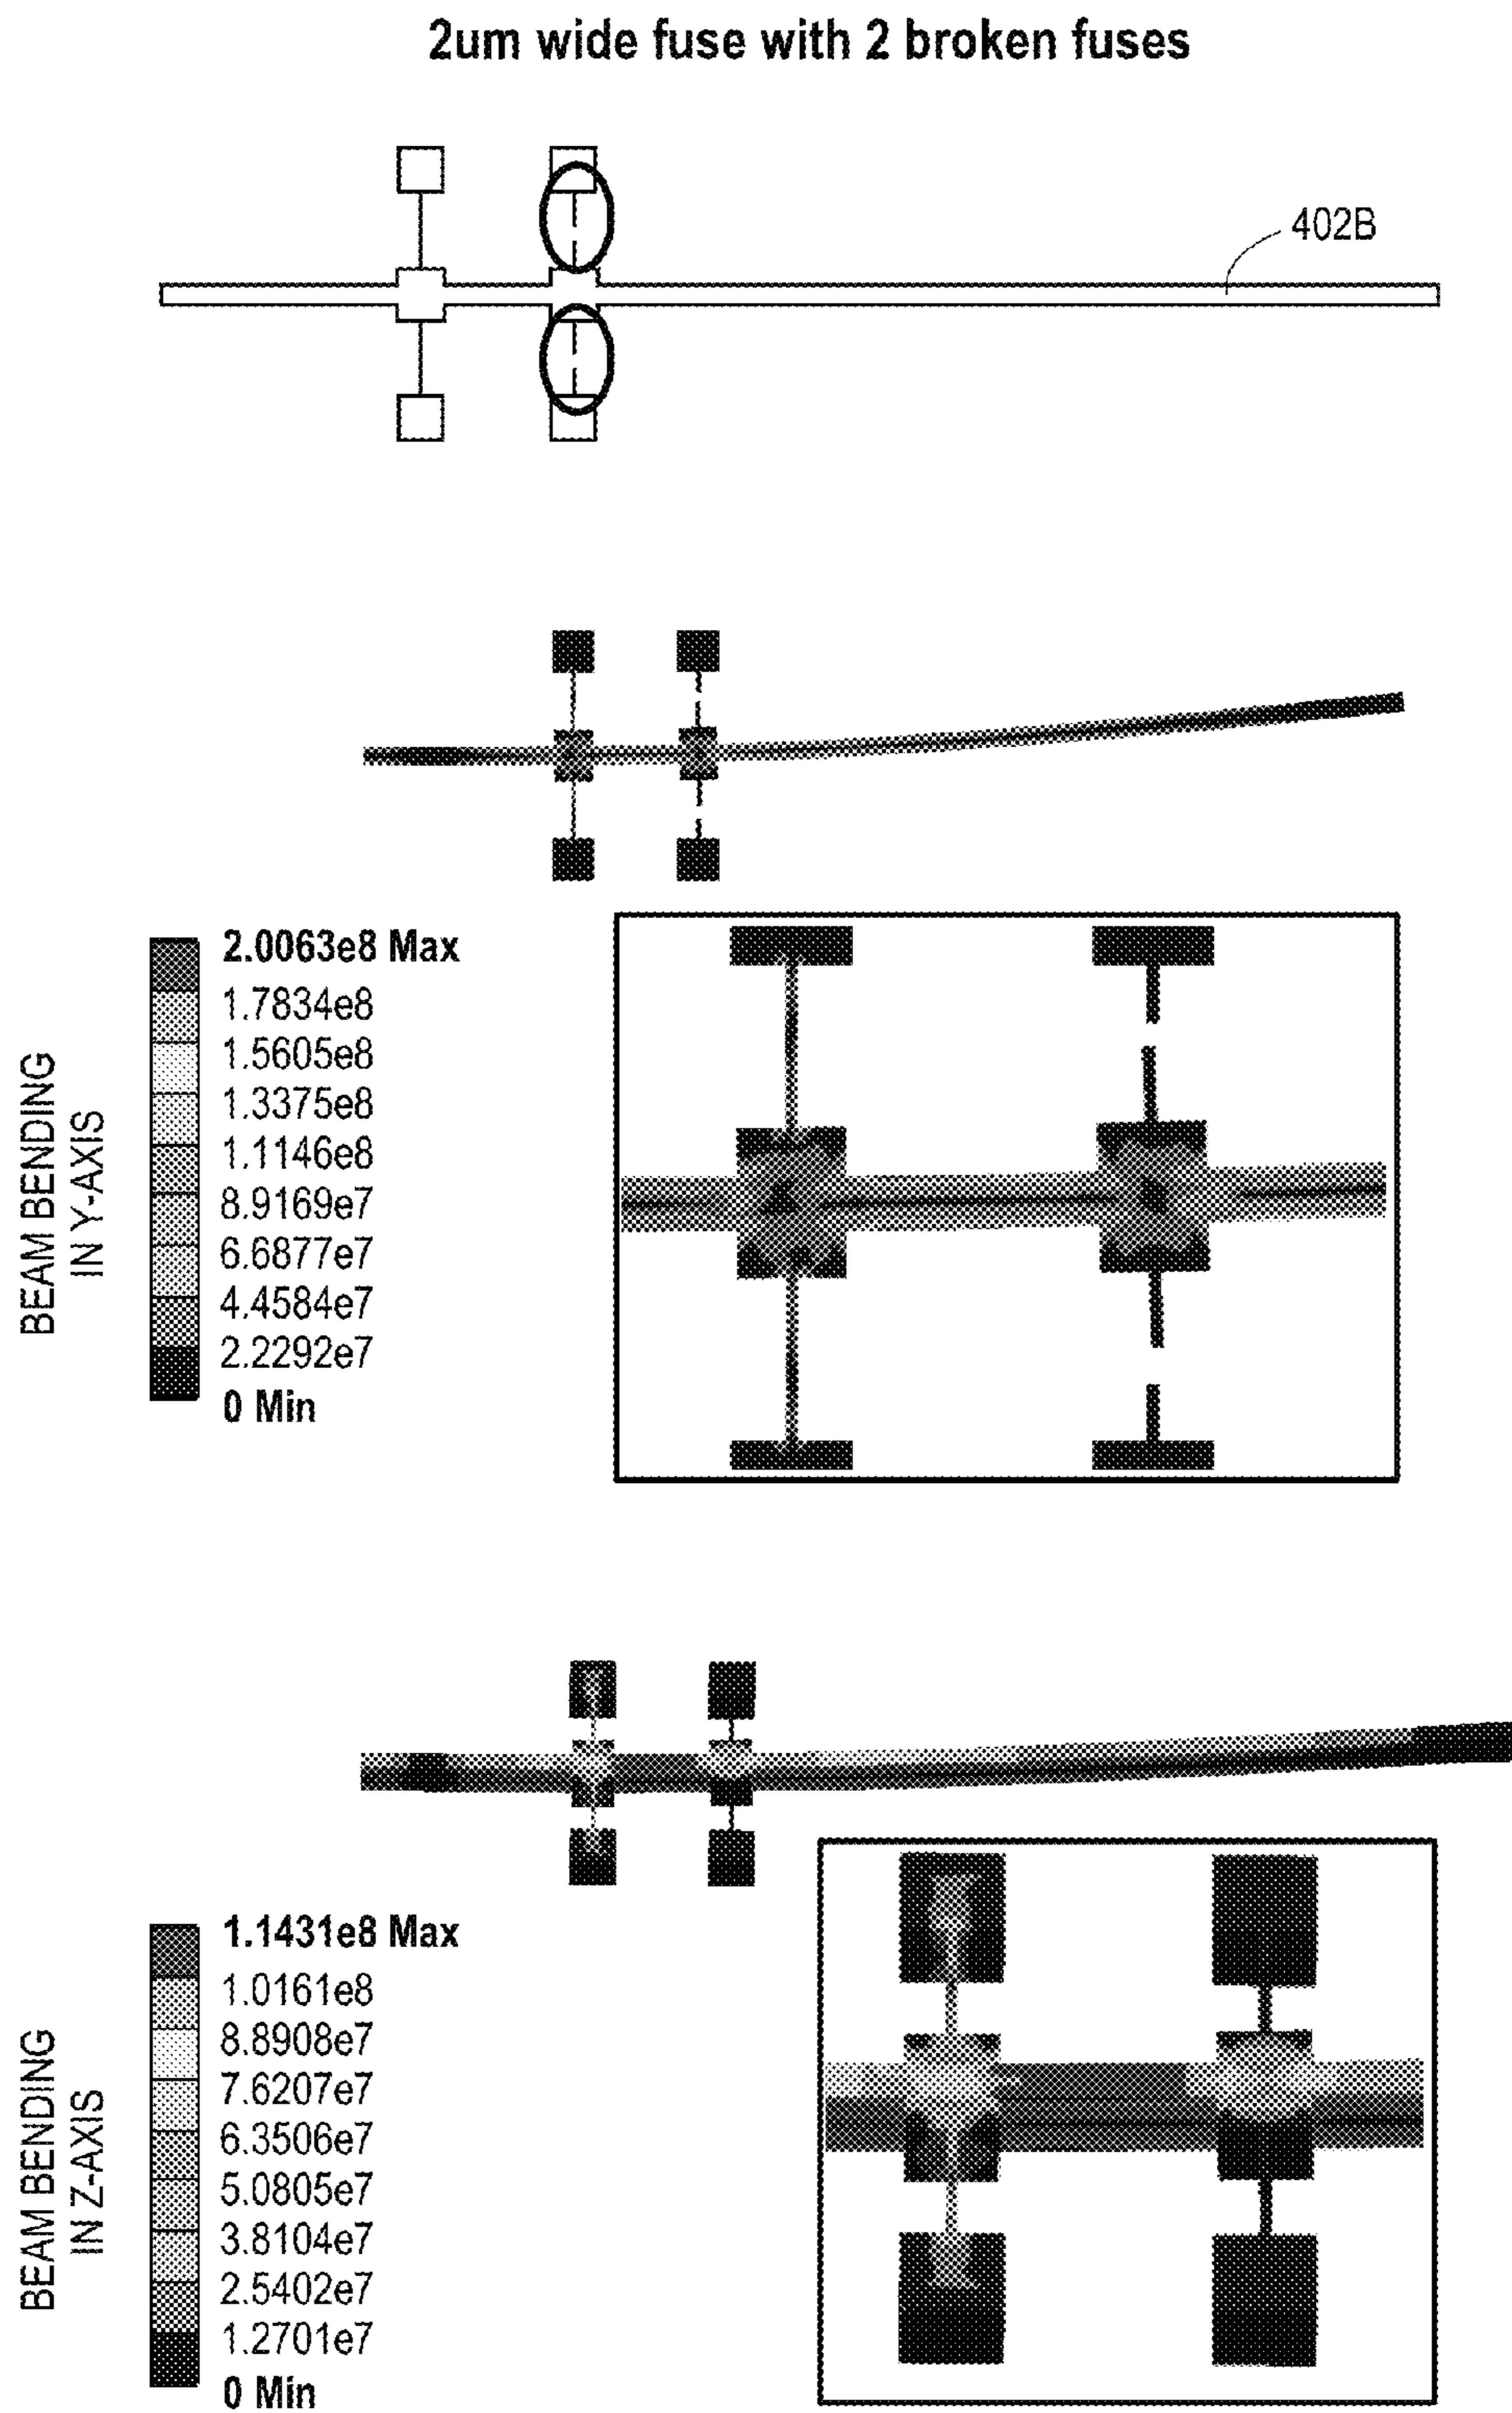 2um wide fuse with 2 broken fuses
402B
BEAM BENDING
IN Y-AXIS
2.0063e8 Max
1.7834e8
1.5605e8
1.3375e8
1.1146e8
8.9169e7
6.6877e7
4.4584e7
2.2292e7
0 Min
BEAM BENDING
IN Z-AXIS
1.1431e8 Max
1.0161e8
8.8908e7
7.6207e7
6.3506e7
5.0805e7
3.8104e7
2.5402e7
1.2701e7
0 Min